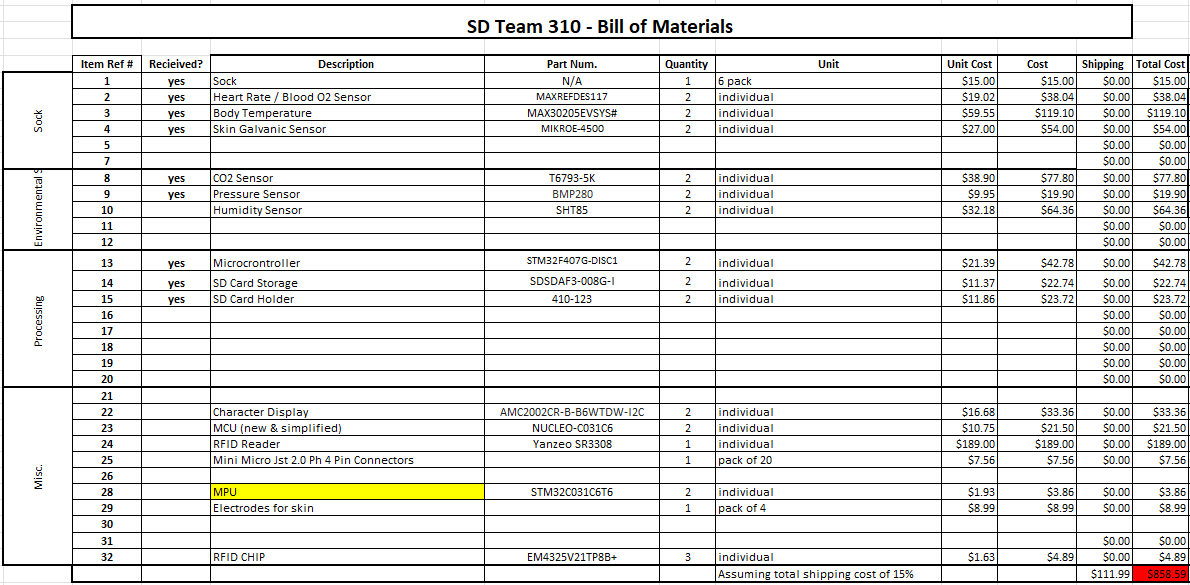 SD Team 310 - Bill of Materials
Item Ref # Recieived? Description Part Num. Quantity Unit Unit Cost Cost Shipping Total Cost
Sock
1 yes Sock N/A 1 6 pack $15.00 $15.00 $0.00 $15.00
2 yes Heart Rate / Blood O2 Sensor MAXREFDES117 2 individual $19.02 $38.04 $0.00 $38.04
3 yes Body Temperature MAX30205EVSYS# 2 individual $59.55 $119.10 $0.00 $119.10
4 yes Skin Galvanic Sensor MIKROE-4500 2 individual $27.00 $54.00 $0.00 $54.00
5 $0.00 $0.00
7 $0.00 $0.00
Environmental S
8 yes CO2 Sensor T6793-5K 2 individual $38.90 $77.80 $0.00 $77.80
9 yes Pressure Sensor BMP280 2 individual $9.95 $19.90 $0.00 $19.90
10 Humidity Sensor SHT85 2 individual $32.18 $64.36 $0.00 $64.36
11 $0.00 $0.00
12 $0.00 $0.00
Processing
13 yes Microcrontroller STM32F407G-DISC1 2 individual $21.39 $42.78 $0.00 $42.78
14 yes SD Card Storage SDSDAF3-008G-I 2 individual $11.37 $22.74 $0.00 $22.74
15 yes SD Card Holder 410-123 2 individual $11.86 $23.72 $0.00 $23.72
16 $0.00 $0.00
17 $0.00 $0.00
18 $0.00 $0.00
19 $0.00 $0.00
20 $0.00 $0.00
Misc.
21
22 Character Display AMC2002CR-B-B6WTDW-I2C 2 individual $16.68 $33.36 $0.00 $33.36
23 MCU (new & simplified) NUCLEO-C031C6 2 individual $10.75 $21.50 $0.00 $21.50
24 RFID Reader Yanzeo SR3308 1 individual $189.00 $189.00 $0.00 $189.00
25 Mini Micro Jst 2.0 Ph 4 Pin Connectors 1 pack of 20 $7.56 $7.56 $0.00 $7.56
26
28 MPU STM32C031C6T6 2 individual $1.93 $3.86 $0.00 $3.86
29 Electrodes for skin 1 pack of 4 $8.99 $8.99 $0.00 $8.99
30
31 $0.00 $0.00
32 RFID CHIP EM4325V21TP8B+ 3 individual $1.63 $4.89 $0.00 $4.89
Assuming total shipping cost of 15% $111.99 $858.59